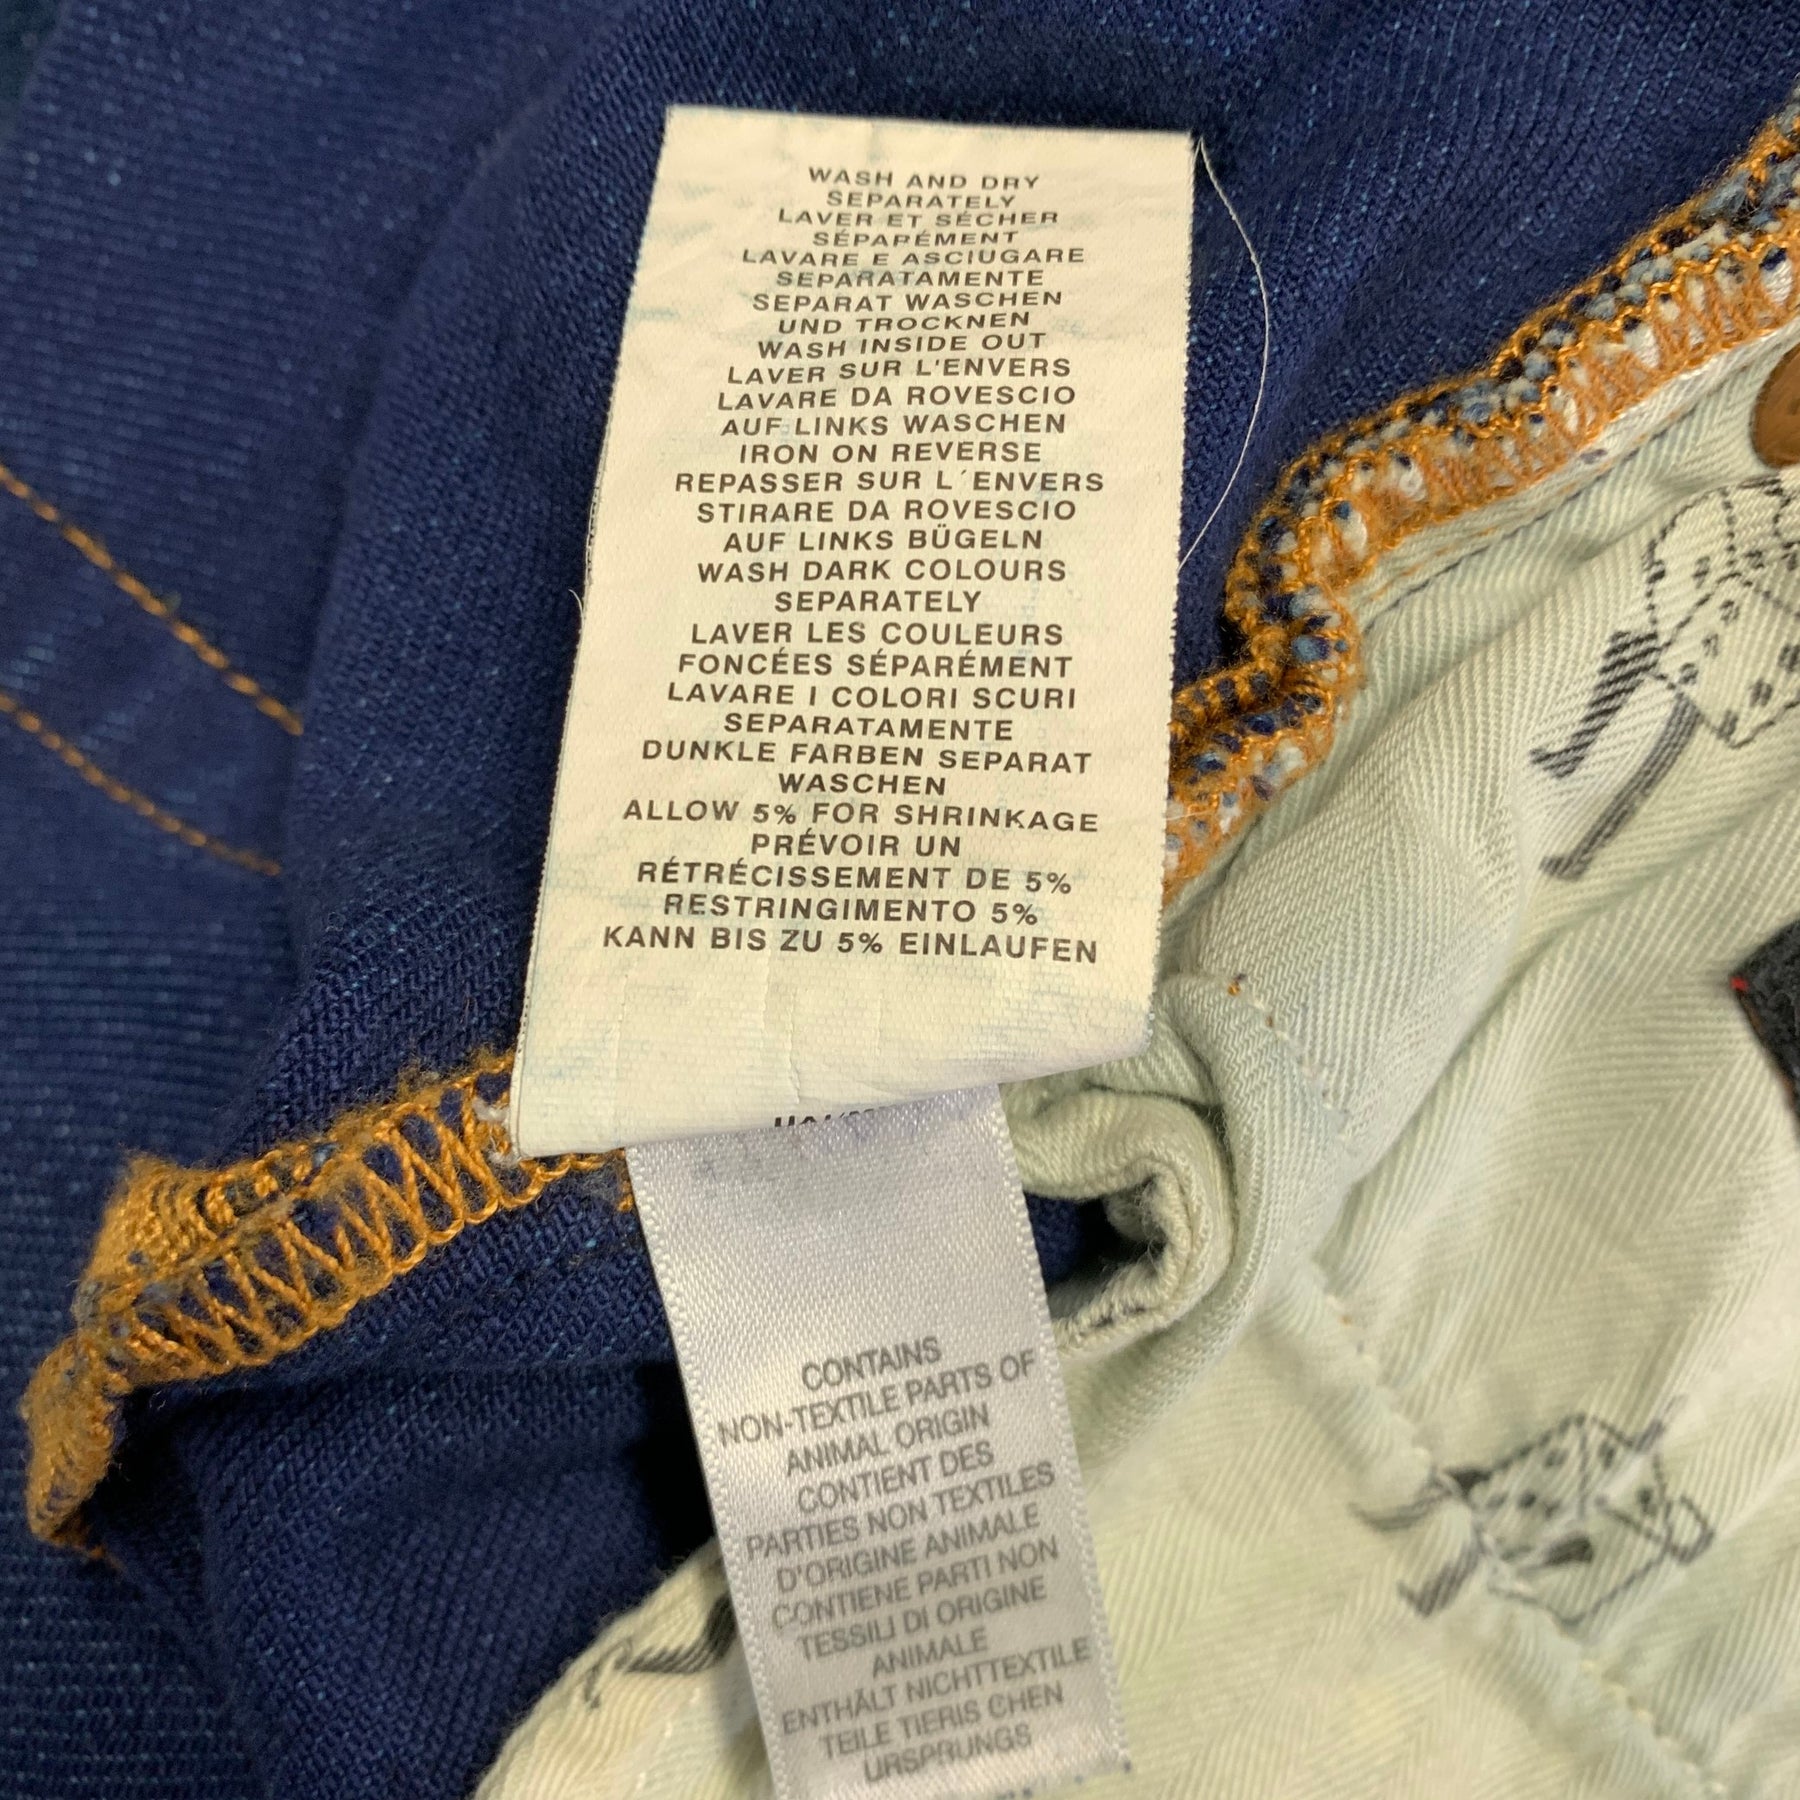 WASH AND DRY
SEPARATELY
LAVER ET SÉCHER
SÉPARÉMENT
LAVARE E ASCIUGARE
SEPARATAMENTE
SEPARAT WASCHEN
UND TROCKNEN
WASH INSIDE OUT
LAVER SUR L'ENVERS
LAVARE DA ROVESCIO
AUF LINKS WASCHEN
IRON ON REVERSE
REPASSER SUR L´ENVERS
STIRARE DA ROVESCIO
AUF LINKS BÜGELN
WASH DARK COLOURS
SEPARATELY
LAVER LES COULEURS
FONCÉES SÉPARÉMENT
LAVARE I COLORI SCURI
SEPARATAMENTE
DUNKLE FARBEN SEPARAT
WASCHEN
ALLOW 5% FOR SHRINKAGE
PRÉVOIR UN
RÉTRÉCISSEMENT DE 5%
RESTRINGIMENTO 5%
KANN BIS ZU 5% EINLAUFEN
CONTAINS
NON-TEXTILE PARTS OF
ANIMAL ORIGIN
CONTIENT DES
PARTIES NON TEXTILES
D'ORIGINE ANIMALE
CONTIENE PARTI NON
TESSILI DI ORIGINE
ANIMALE
ENTHÄLT NICHTTEXTILE
TEILE TIERIS CHEN
URSPRUNGS